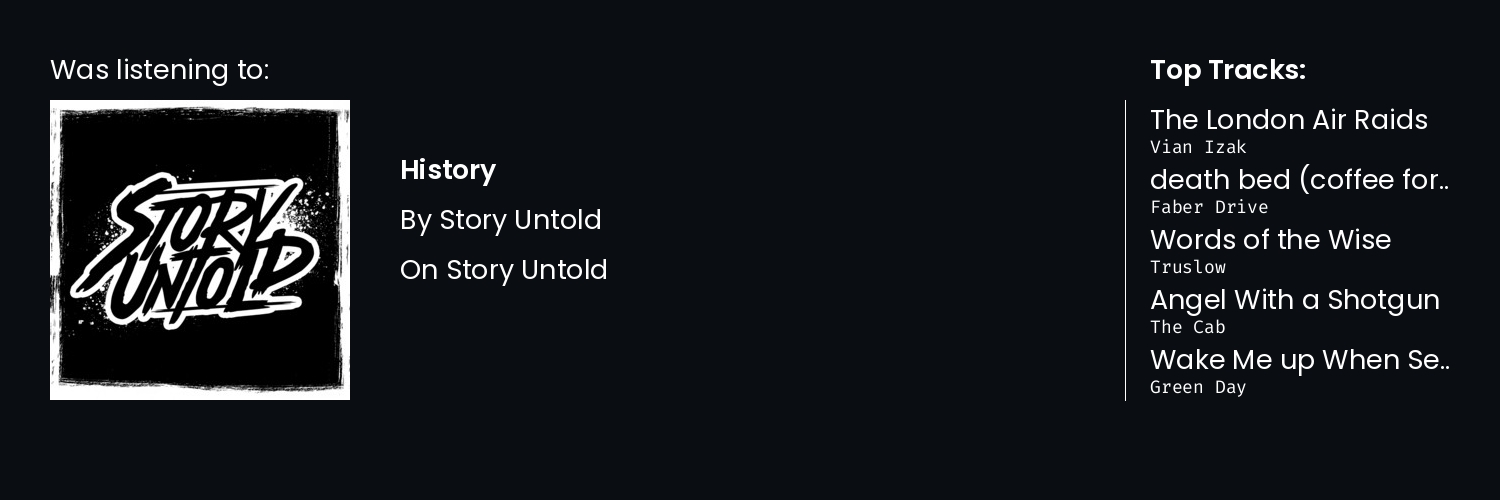 Was listening to:
STORY
UNTOLD
History
By Story Untold
On Story Untold
Top Tracks:
The London Air Raids
Vian Izak
death bed (coffee for..
Faber Drive
Words of the Wise
Truslow
Angel With a Shotgun
The Cab
Wake Me up When Se..
Green Day